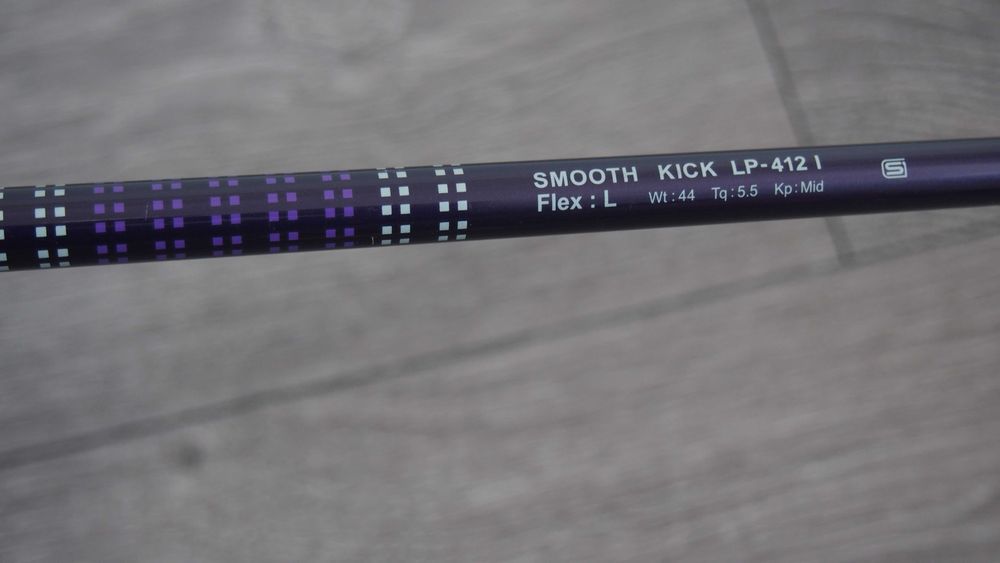 SMOOTH KICK LP-412 I
Flex : L Wt : 44 Tq : 5.5 Kp : Mid